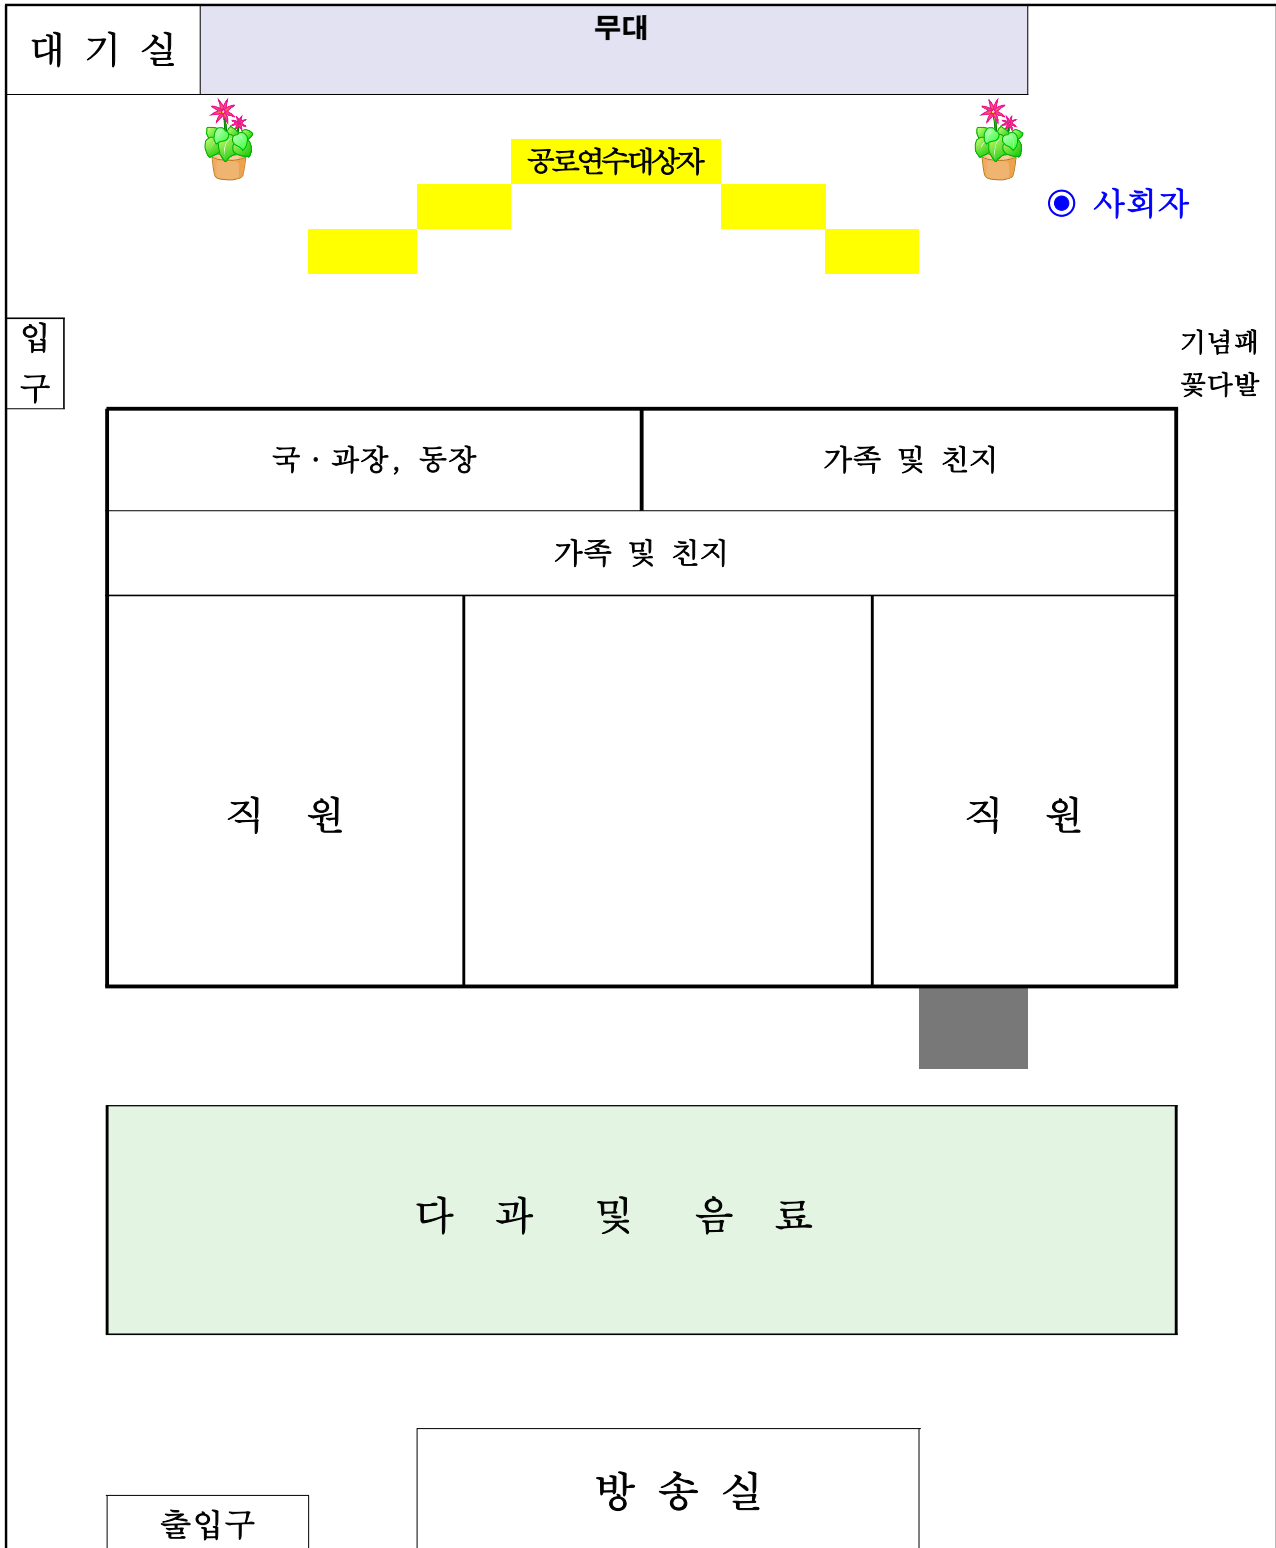 무대
대 기 실
공로연수대상자
◉ 사회자
입
구
기념패
꽃다발
국 · 과장, 동장
가족 및 친지
가족 및 친지
직 원
직 원
다 과 및 음 료
방 송 실
출입구